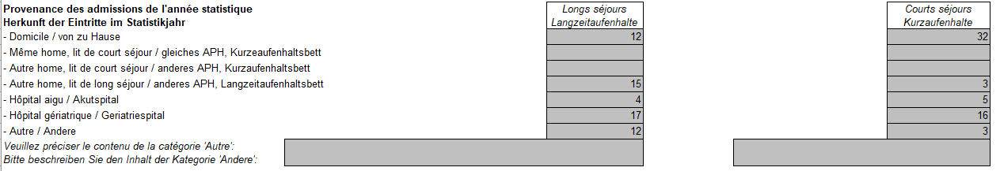 Provenance des admissions de l'année statistique Longs séjours Courts séjours
Herkunft der Eintritte im Statistikjahr Langzeitaufenhalte Kurzaufenhalte
- Domicile / von zu Hause 12 32
- Même home, lit de court séjour / gleiches APH, Kurzeaufenhaltsbett
- Autre home, lit de court séjour / anderes APH, Kurzaufenhaltsbett
- Autre home, lit de long séjour / anderes APH, Langzeitaufenhaltsbett 15 3
- Hôpital aigu / Akutspital 4 5
- Hôpital gériatrique / Geriatriespital 17 16
- Autre / Andere 12 3
Veuillez préciser le contenu de la catégorie 'Autre':
Bitte beschreiben Sie den Inhalt der Kategorie 'Andere':